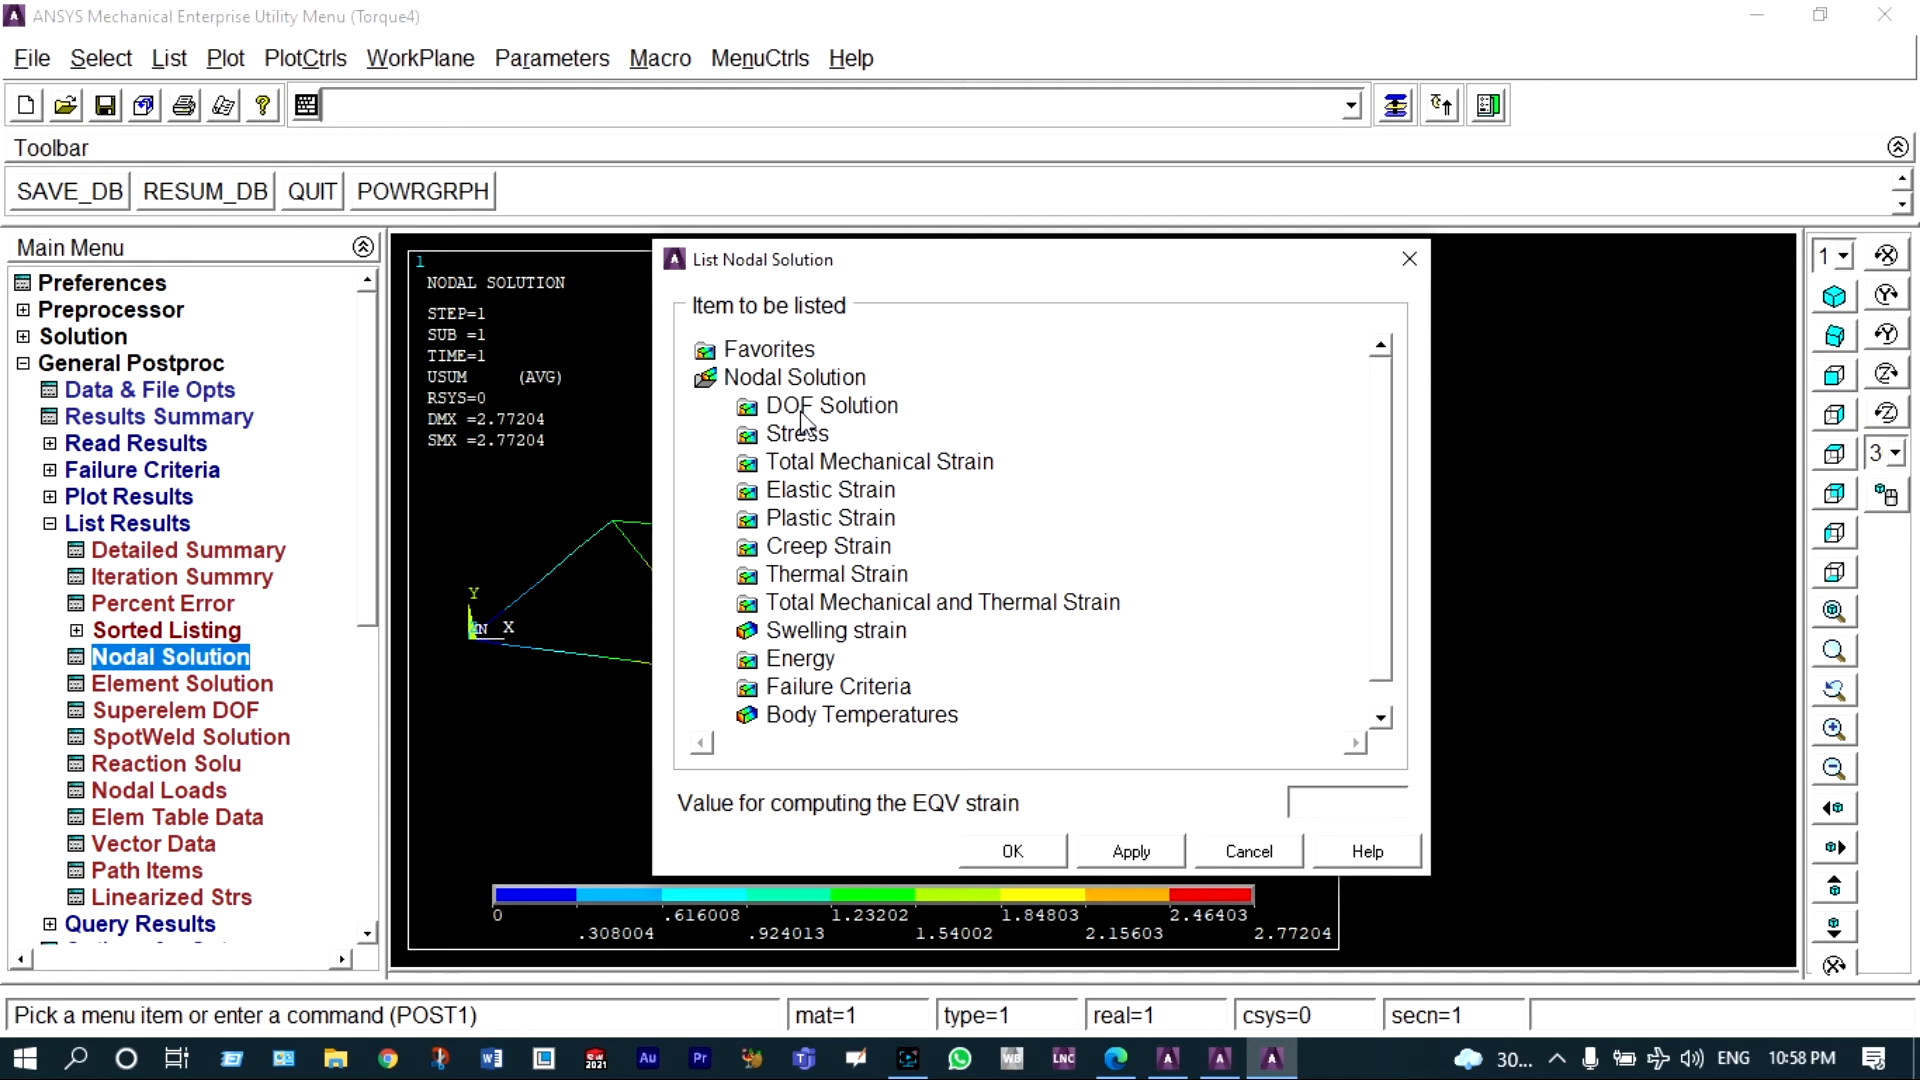 ANSYS Mechanical Enterprise Utility Menu (Torque4)
File Select List Plot PlotCtrls WorkPlane Parameters Macro MenuCtrls Help
Toolbar
SAVE_DB RESUM_DB QUIT POWRGRPH
Main Menu
Preferences
Preprocessor
Solution
General Postproc
Data & File Opts
Results Summary
Read Results
Failure Criteria
Plot Results
List Results
Detailed Summary
Iteration Summry
Percent Error
Sorted Listing
Nodal Solution
Element Solution
Superelem DOF
SpotWeld Solution
Reaction Solu
Nodal Loads
Elem Table Data
Vector Data
Path Items
Linearized Strs
Query Results
1
NODAL SOLUTION
STEP=1
SUB =1
TIME=1
USUM (AVG)
RSYS=0
DMX =2.77204
SMX =2.77204
Y
X
List Nodal Solution
Item to be listed
Favorites
Nodal Solution
DOF Solution
Stress
Total Mechanical Strain
Elastic Strain
Plastic Strain
Creep Strain
Thermal Strain
Total Mechanical and Thermal Strain
Swelling strain
Energy
Failure Criteria
Body Temperatures
Value for computing the EQV strain
OK Apply Cancel Help
0 .616008 1.23202 1.84803 2.46403
.308004 .924013 1.54002 2.15603 2.77204
1
3
Pick a menu item or enter a command (POST1) mat=1 type=1 real=1 csys=0 secn=1
30... ENG 10:58 PM